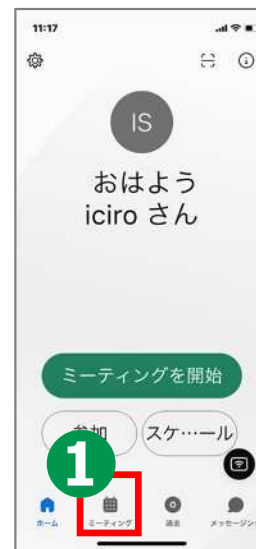 11:17
IS
おはよう
iciro さん
ミーティングを開始
参加
スケ…ール
1
ホーム
ミーティング
過去
メッセージン